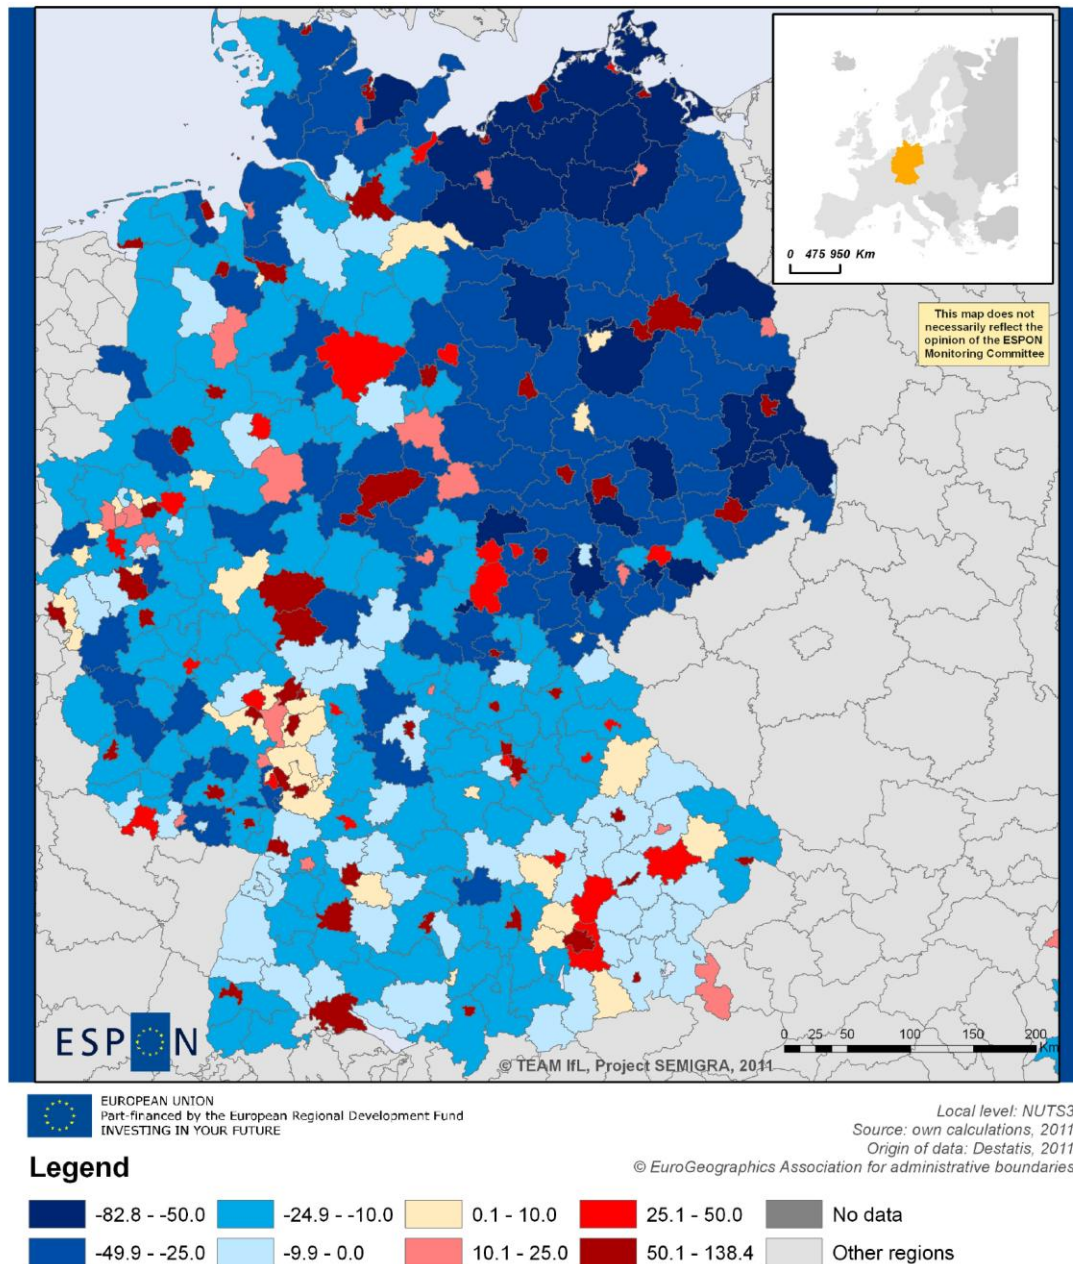 0 475 950 Km
This map does not
necessarily reflect the
opinion of the ESPON
Monitoring Committee
ESPON
0 25 50 100 150 200
Km
© TEAM IfL, Project SEMIGRA, 2011
EUROPEAN UNION
Part-financed by the European Regional Development Fund
INVESTING IN YOUR FUTURE
Local level: NUTS3
Source: own calculations, 2011
Origin of data: Destatis, 2011
© EuroGeographics Association for administrative boundaries
Legend
-82.8 - -50.0 -24.9 - -10.0 0.1 - 10.0 25.1 - 50.0 No data
-49.9 - -25.0 -9.9 - 0.0 10.1 - 25.0 50.1 - 138.4 Other regions